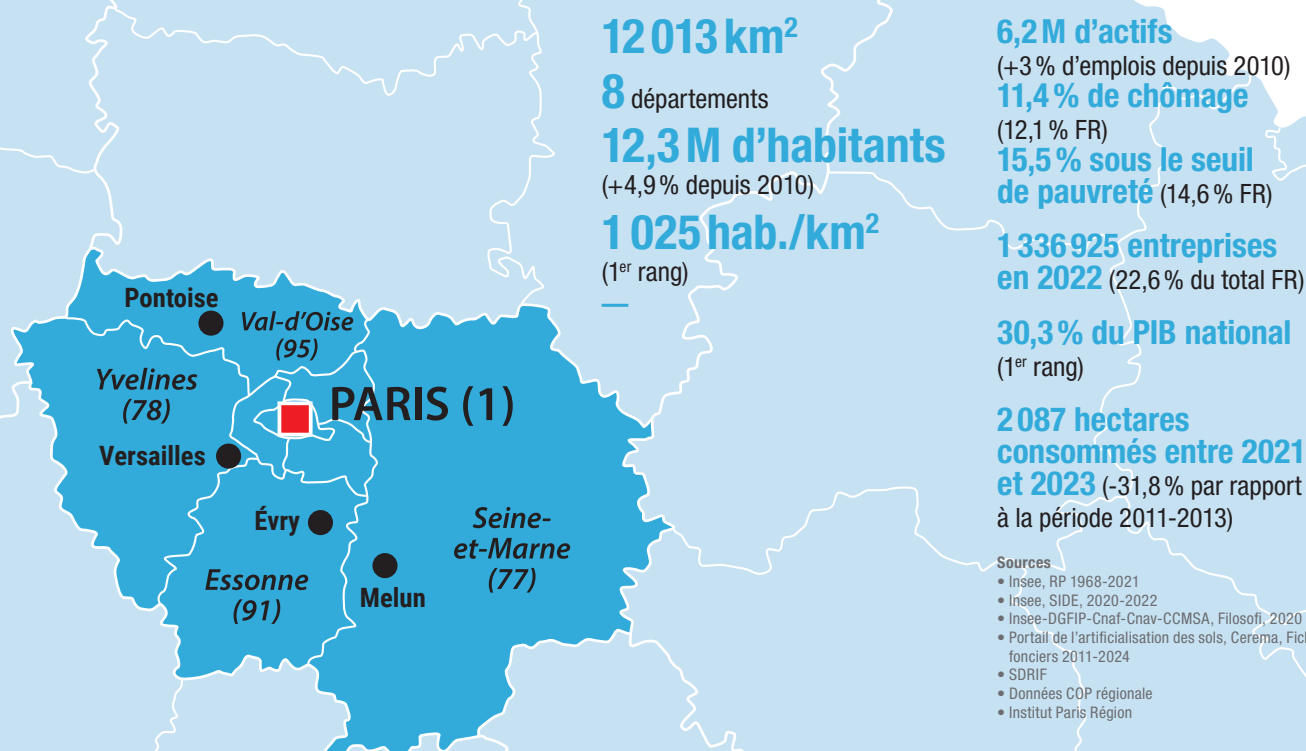 12 013 km²
8 départements
12,3 M d’habitants
(+4,9 % depuis 2010)
1 025 hab./km²
(1er rang)
—
6,2 M d’actifs
(+3 % d’emplois depuis 2010)
11,4 % de chômage
(12,1 % FR)
15,5 % sous le seuil
de pauvreté (14,6 % FR)
1 336 925 entreprises
en 2022 (22,6 % du total FR)
30,3 % du PIB national
(1er rang)
2 087 hectares
consommés entre 2021
et 2023 (-31,8 % par rapport
à la période 2011-2013)
Sources
• Insee, RP 1968-2021
• Insee, SIDE, 2020-2022
• Insee-DGFIP-Cnaf-Cnav-CCMSA, Filosofi, 2020
• Portail de l’artificialisation des sols, Cerema,
fonciers 2011-2024
• SDRIF
• Données COP régionale
• Institut Paris Région
Pontoise
Val-d’Oise
(95)
Yvelines
(78)
PARIS (1)
Versailles
Évry
Seine-
et-Marne
(77)
Essonne
(91)
Melun